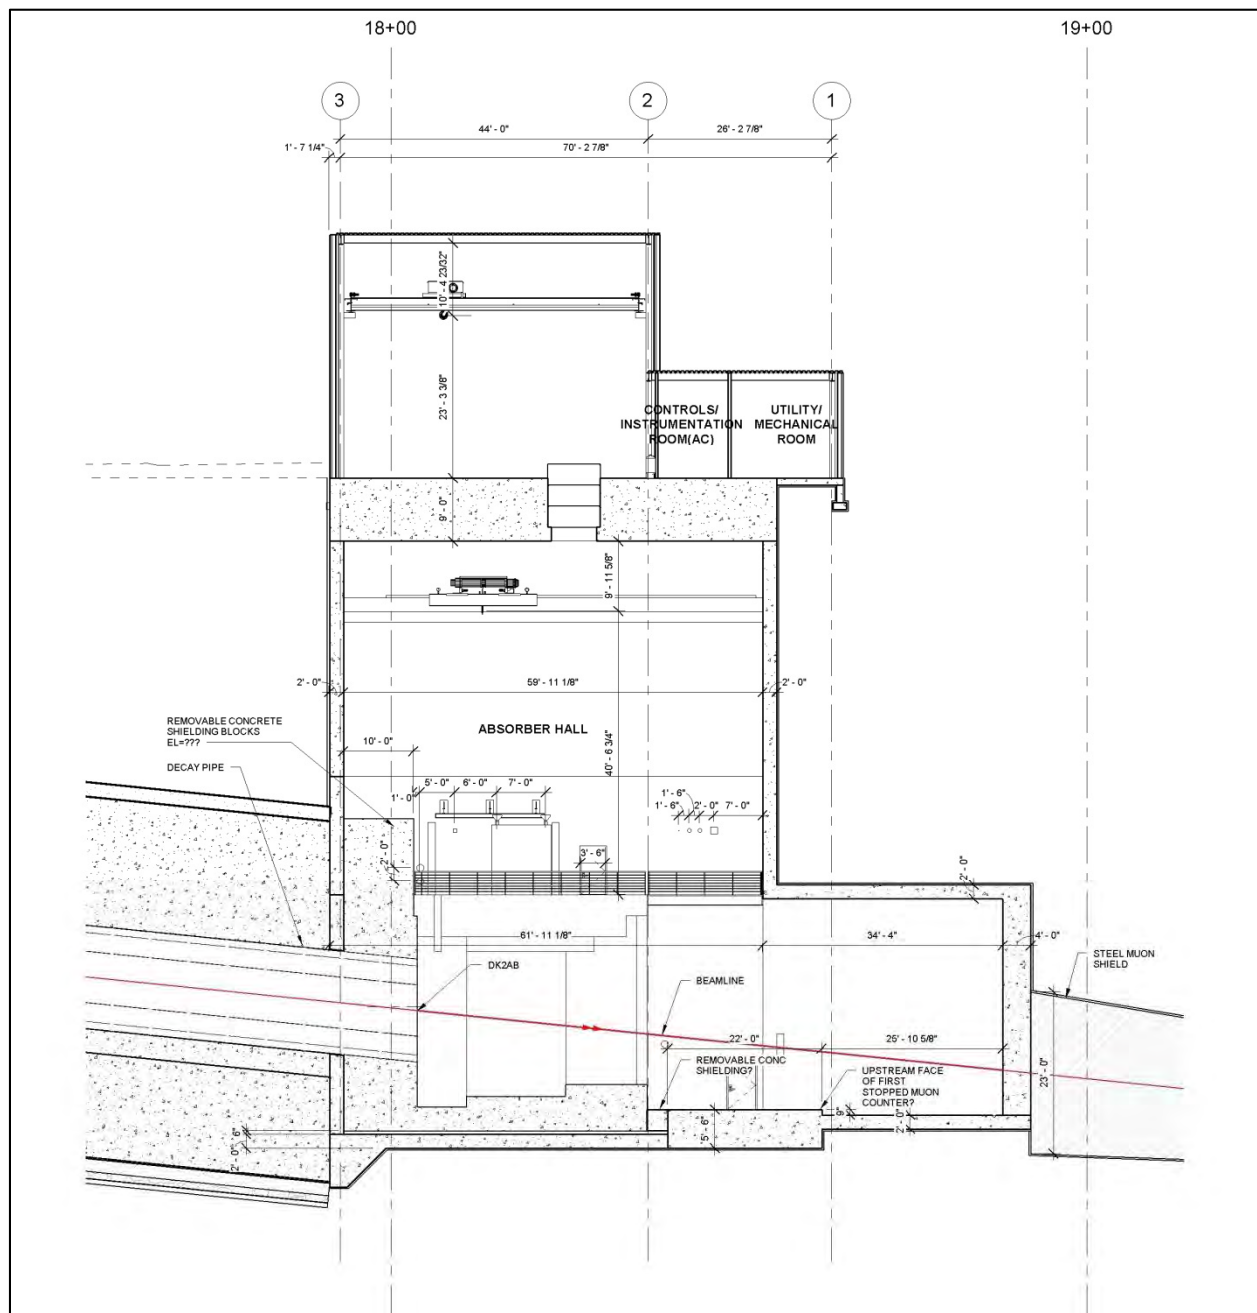 18+00
19+00
3
2
1
44' - 0"
26' - 2 7/8"
1' - 7 1/4"
70' - 2 7/8"
10' - 4 23/32"
23' - 3 3/8"
CONTROLS/
INSTRUMENTATION
ROOM(AC)
UTILITY/
MECHANICAL
ROOM
9' - 0"
9' - 11 5/8"
2' - 0"
59' - 11 1/8"
2' - 0"
REMOVABLE CONCRETE
SHIELDING BLOCKS
EL=???
DECAY PIPE
ABSORBER HALL
10' - 0"
40' - 6 3/4"
5' - 0"
6' - 0"
7' - 0"
1' - 0"
1' - 6"
1' - 6"
2' - 0"
7' - 0"
2' - 0"
3' - 6"
2' - 0"
61' - 11 1/8"
34' - 4"
4' - 0"
STEEL MUON
SHIELD
DK2AB
BEAMLINE
22' - 0"
25' - 10 5/8"
REMOVABLE CONC
SHIELDING?
UPSTREAM FACE
OF FIRST
STOPPED MUON
COUNTER?
23' - 0"
9"
2' - 0"
5' - 6"
6"
2' - 0"